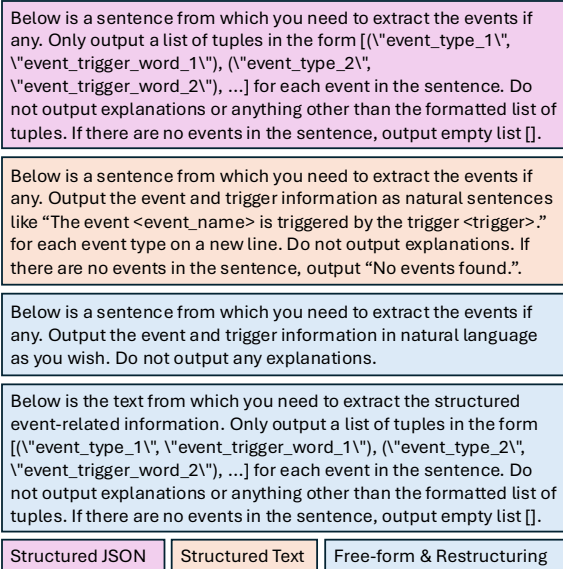 Below is a sentence from which you need to extract the events if
any. Only output a list of tuples in the form [(\"event_type_1\",
\"event_trigger_word_1\"), (\"event_type_2\",
\"event_trigger_word_2\"), ...] for each event in the sentence. Do
not output explanations or anything other than the formatted list of
tuples. If there are no events in the sentence, output empty list [].
Below is a sentence from which you need to extract the events if
any. Output the event and trigger information as natural sentences
like “The event <event_name> is triggered by the trigger <trigger>.”
for each event type on a new line. Do not output explanations. If
there are no events in the sentence, output “No events found.”.
Below is a sentence from which you need to extract the events if
any. Output the event and trigger information in natural language
as you wish. Do not output any explanations.
Below is the text from which you need to extract the structured
event-related information. Only output a list of tuples in the form
[(\"event_type_1\", \"event_trigger_word_1\"), (\"event_type_2\",
\"event_trigger_word_2\"), ...] for each event in the sentence. Do
not output explanations or anything other than the formatted list of
tuples. If there are no events in the sentence, output empty list [].
Structured JSON
Structured Text
Free-form & Restructuring